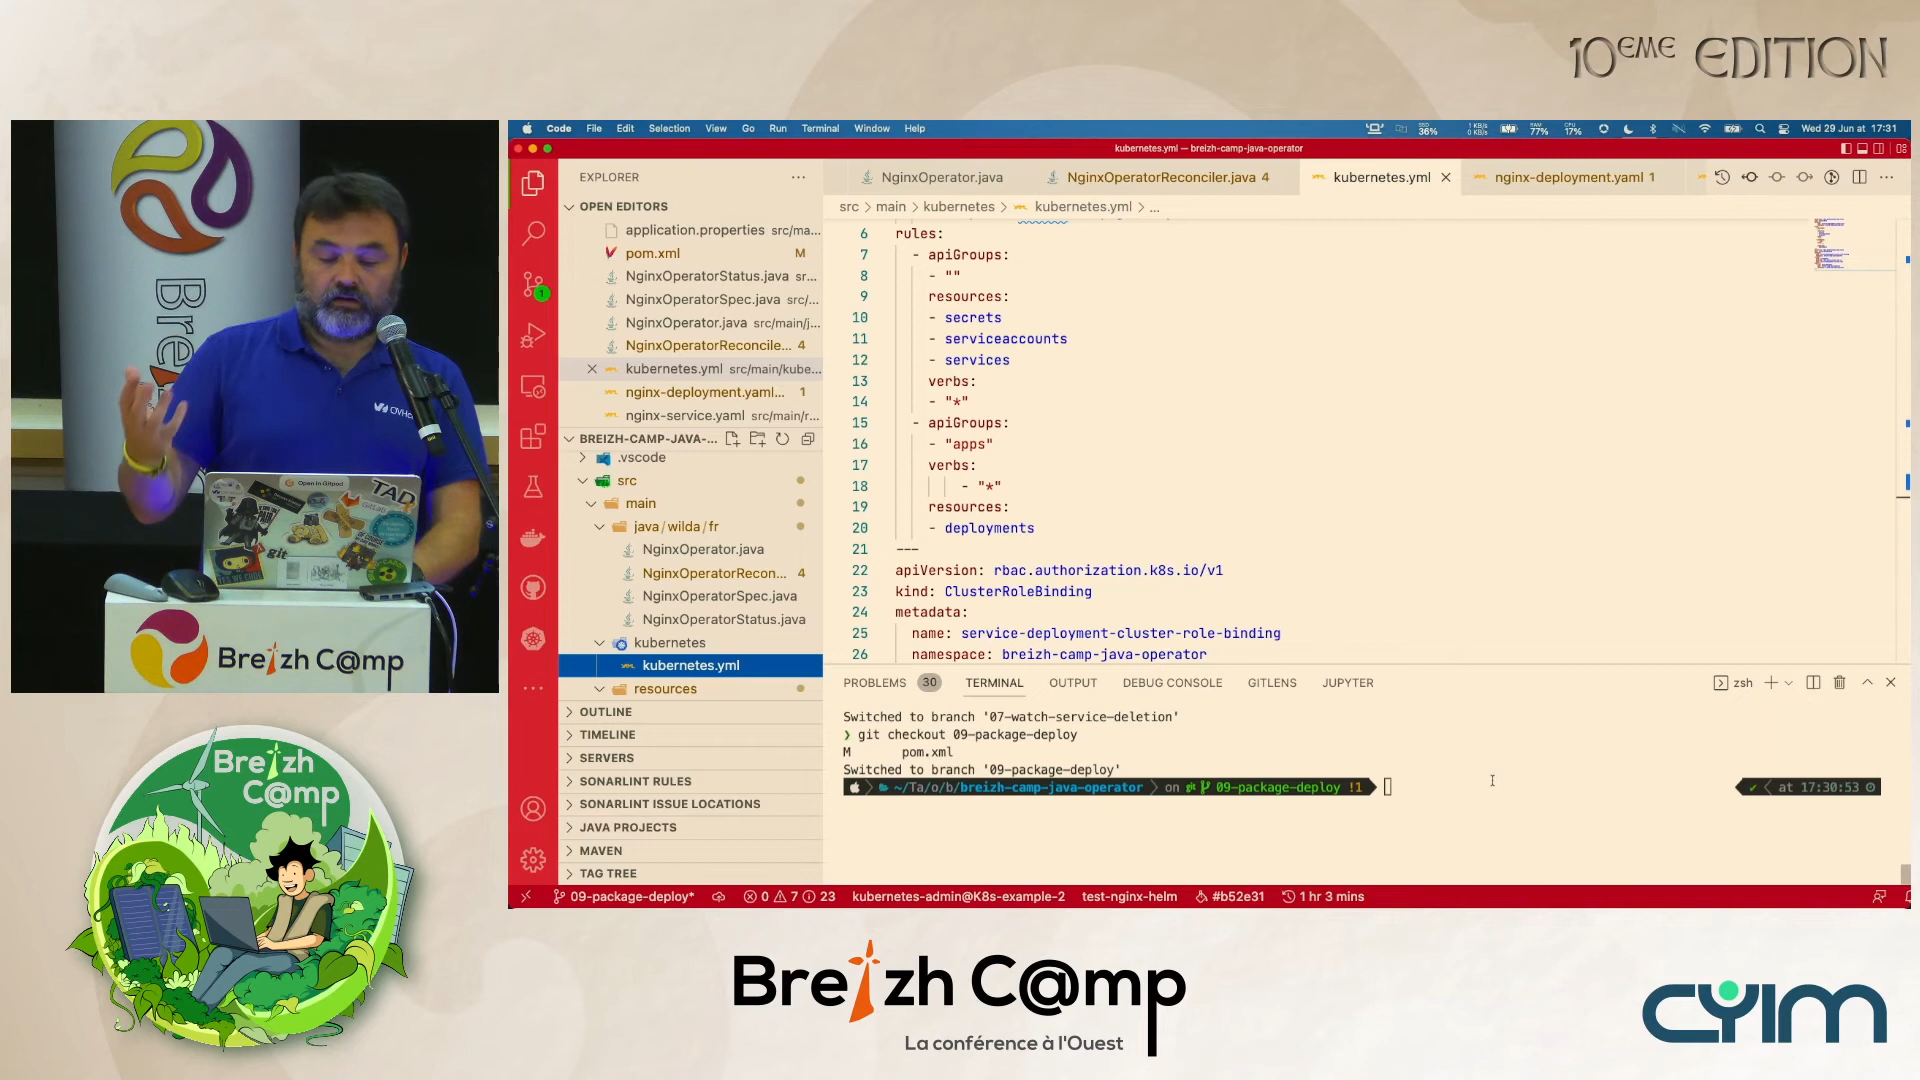 10EME EDITION
Code File Edit Selection View Go Run Terminal Window Help
36% 77% 17% Wed 29 Jun at 17:31
kubernetes.yml — breizh-camp-java-operator
EXPLORER
OPEN EDITORS
application.properties src/ma...
pom.xml M
NginxOperatorStatus.java sr...
NginxOperatorSpec.java src/...
NginxOperator.java src/main/j...
NginxOperatorReconcile... 4
kubernetes.yml src/main/kube...
nginx-deployment.yaml... 1
nginx-service.yaml src/main/r...
BREIZH-CAMP-JAVA-...
.vscode
src
main
java/wilda/fr
NginxOperator.java
NginxOperatorRecon... 4
NginxOperatorSpec.java
NginxOperatorStatus.java
kubernetes
kubernetes.yml
resources
OUTLINE
TIMELINE
SERVERS
SONARLINT RULES
SONARLINT ISSUE LOCATIONS
JAVA PROJECTS
MAVEN
TAG TREE
NginxOperator.java NginxOperatorReconciler.java 4 kubernetes.yml nginx-deployment.yaml 1
src > main > kubernetes > kubernetes.yml > ...
6 rules:
7 - apiGroups:
8 - ""
9 resources:
10 - secrets
11 - serviceaccounts
12 - services
13 verbs:
14 - "*"
15 - apiGroups:
16 - "apps"
17 verbs:
18 - "*"
19 resources:
20 - deployments
21 ---
22 apiVersion: rbac.authorization.k8s.io/v1
23 kind: ClusterRoleBinding
24 metadata:
25 name: service-deployment-cluster-role-binding
26 namespace: breizh-camp-java-operator
PROBLEMS 30 TERMINAL OUTPUT DEBUG CONSOLE GITLENS JUPYTER zsh
Switched to branch '07-watch-service-deletion'
❯ git checkout 09-package-deploy
M pom.xml
Switched to branch '09-package-deploy'
~/Ta/o/b/breizh-camp-java-operator on git 09-package-deploy !1 ✔ at 17:30:53
09-package-deploy* 0 7 23 kubernetes-admin@K8s-example-2 test-nginx-helm #b52e31 1 hr 3 mins
Brei
Open in Gitpod
TAD
git
Breizh C@mp
Breizh
C@mp
Breizh C@mp
La conférence à l'Ouest
CYIM